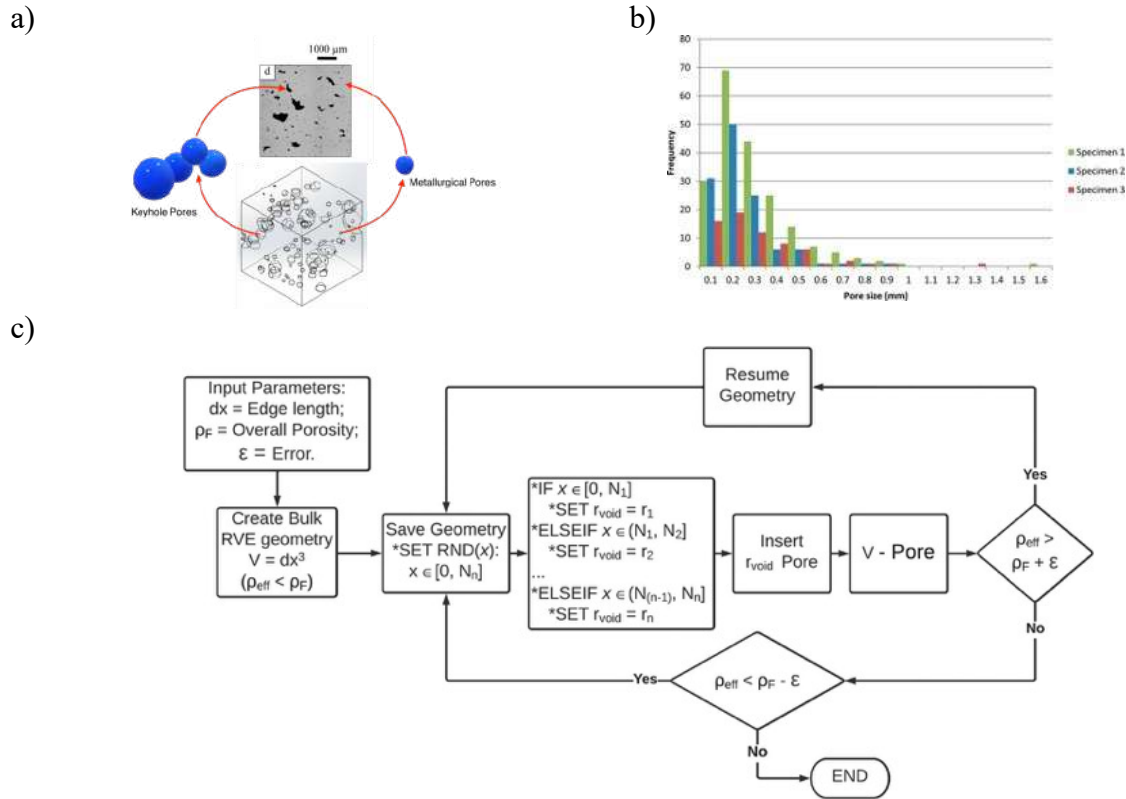 a)
1000 µm
d
Keyhole Pores
Metallurgical Pores
b)
80
70
60
50
40
30
20
10
0
Frequency
0.1 0.2 0.3 0.4 0.5 0.6 0.7 0.8 0.9 1 1.1 1.2 1.3 1.4 1.5 1.6
Pore size [mm]
Specimen 1
Specimen 2
Specimen 3
c)
Input Parameters:
dx = Edge length;
ρF = Overall Porosity;
ε = Error.
Create Bulk
RVE geometry
V = dx³
(ρeff < ρF)
Save Geometry
*SET RND(x):
x ∈ [0, Nn]
*IF x ∈ [0, N1]
*SET rvoid = r1
*ELSEIF x ∈ (N1, N2]
*SET rvoid = r2
...
*ELSEIF x ∈ (N(n-1), Nn]
*SET rvoid = rn
Insert
rvoid Pore
V - Pore
ρeff >
ρF + ε
Yes
Resume
Geometry
No
ρeff < ρF - ε
Yes
No
END